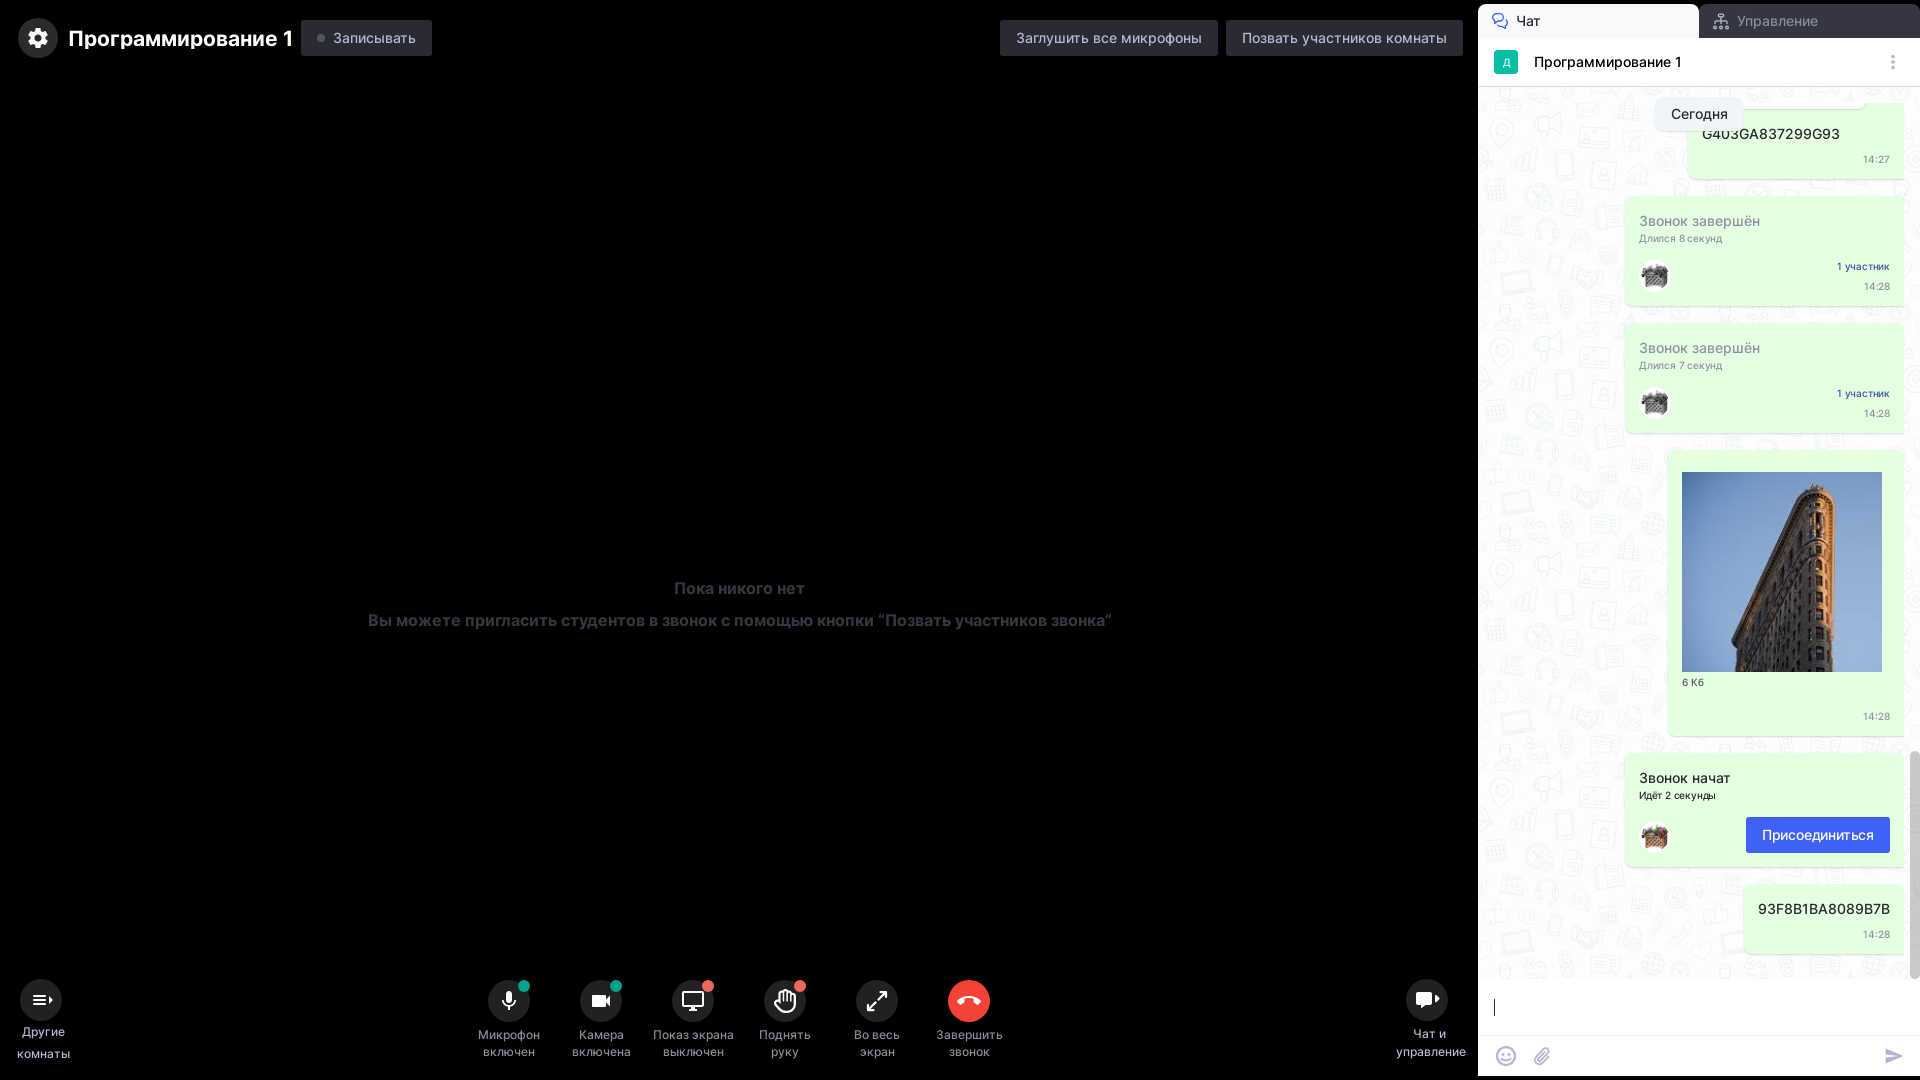 Программирование 1
Записывать
Заглушить все микрофоны
Позвать участников комнаты
Чат
Управление
Д
Программирование 1
Сегодня
G403GA837299G93
14:27
Звонок завершён
Длился 8 секунд
1 участник
14:28
Звонок завершён
Длился 7 секунд
1 участник
14:28
6 Кб
14:28
Звонок начат
Идёт 2 секунды
Присоединиться
93F8B1BA8089B7B
14:28
Пока никого нет
Вы можете пригласить студентов в звонок с помощью кнопки “Позвать участников звонка”
Другие
комнаты
Микрофон
включен
Камера
включена
Показ экрана
выключен
Поднять
руку
Во весь
экран
Завершить
звонок
Чат и
управление